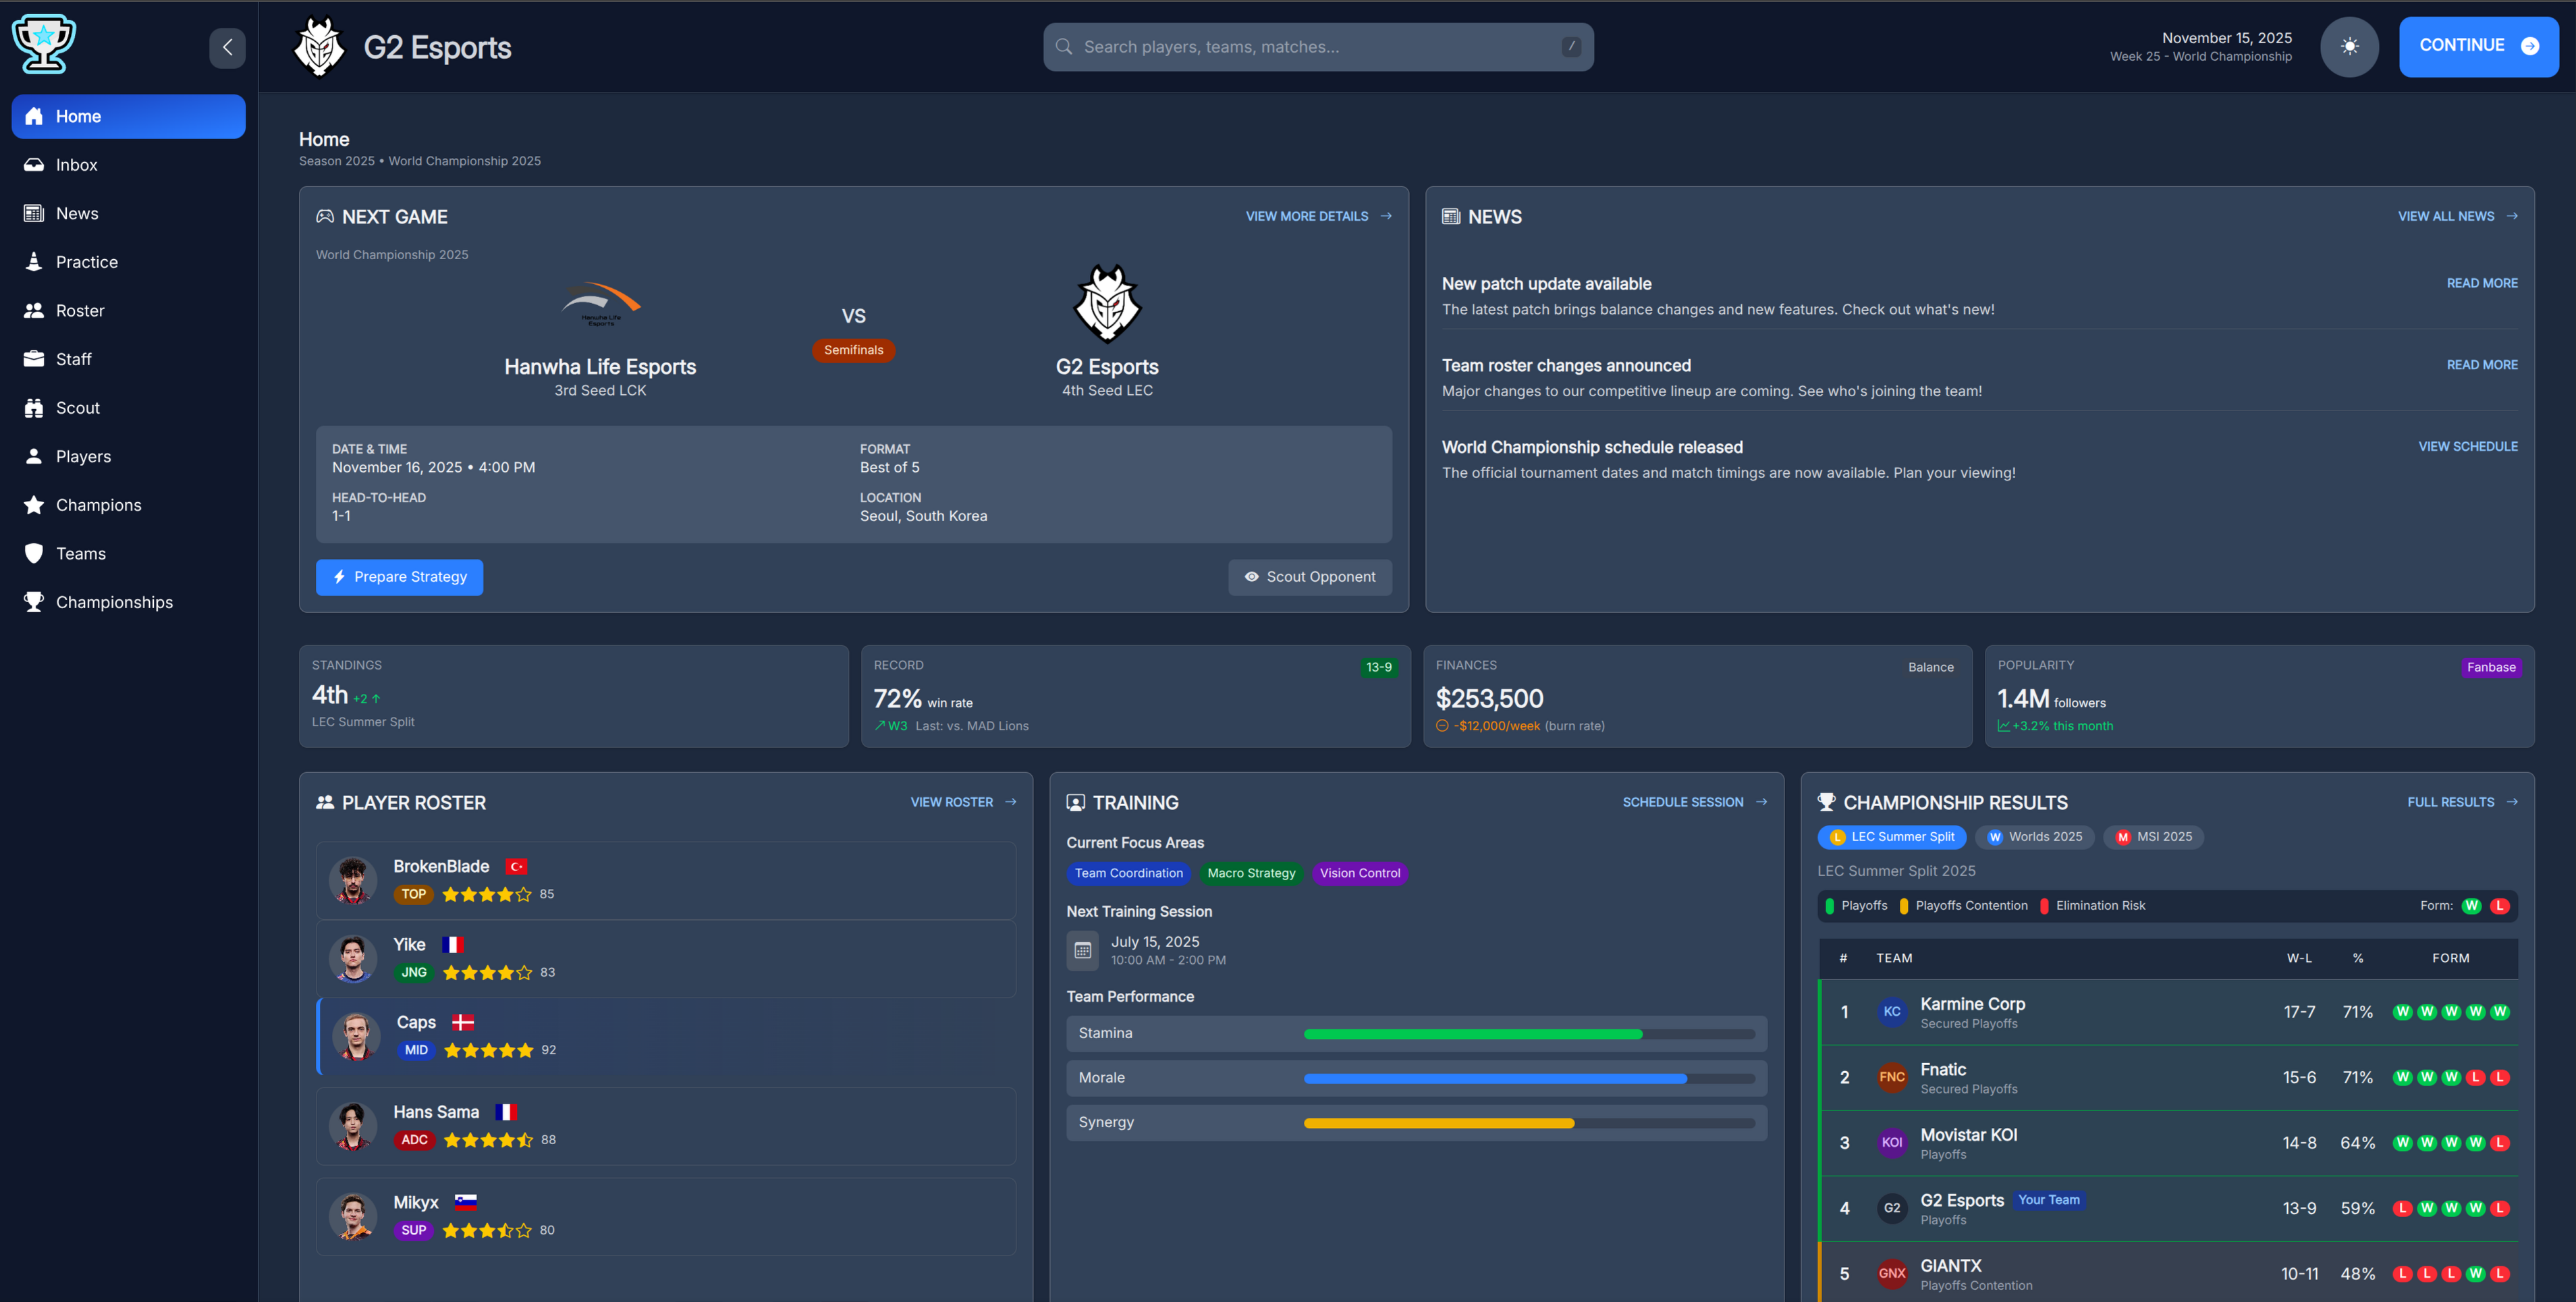 G2 Esports
Search players, teams, matches...
/
November 15, 2025
Week 25 - World Championship
CONTINUE
Home
Inbox
News
Practice
Roster
Staff
Scout
Players
Champions
Teams
Championships
Home
Season 2025 • World Championship 2025
NEXT GAME
VIEW MORE DETAILS
World Championship 2025
Hanwha Life
Esports
Hanwha Life Esports
3rd Seed LCK
VS
Semifinals
G2 Esports
4th Seed LEC
DATE & TIME
November 16, 2025 • 4:00 PM
FORMAT
Best of 5
HEAD-TO-HEAD
1-1
LOCATION
Seoul, South Korea
Prepare Strategy
Scout Opponent
NEWS
VIEW ALL NEWS
New patch update available
READ MORE
The latest patch brings balance changes and new features. Check out what's new!
Team roster changes announced
READ MORE
Major changes to our competitive lineup are coming. See who's joining the team!
World Championship schedule released
VIEW SCHEDULE
The official tournament dates and match timings are now available. Plan your viewing!
STANDINGS
4th +2 ↑
LEC Summer Split
RECORD
13-9
72% win rate
W3 Last: vs. MAD Lions
FINANCES
Balance
$253,500
-$12,000/week (burn rate)
POPULARITY
Fanbase
1.4M followers
+3.2% this month
PLAYER ROSTER
VIEW ROSTER
BrokenBlade
TOP 85
Yike
JNG 83
Caps
MID 92
Hans Sama
ADC 88
Mikyx
SUP 80
TRAINING
SCHEDULE SESSION
Current Focus Areas
Team Coordination Macro Strategy Vision Control
Next Training Session
July 15, 2025
10:00 AM - 2:00 PM
Team Performance
Stamina
Morale
Synergy
CHAMPIONSHIP RESULTS
FULL RESULTS
L LEC Summer Split W Worlds 2025 M MSI 2025
LEC Summer Split 2025
Playoffs Playoffs Contention Elimination Risk Form: W L
# TEAM W-L % FORM
1 KC Karmine Corp 17-7 71% W W W W W
Secured Playoffs
2 FNC Fnatic 15-6 71% W W W L L
Secured Playoffs
3 KOI Movistar KOI 14-8 64% W W W W L
Playoffs
4 G2 G2 Esports Your Team 13-9 59% L W W W L
Playoffs
5 GNX GIANTX 10-11 48% L L L W L
Playoffs Contention